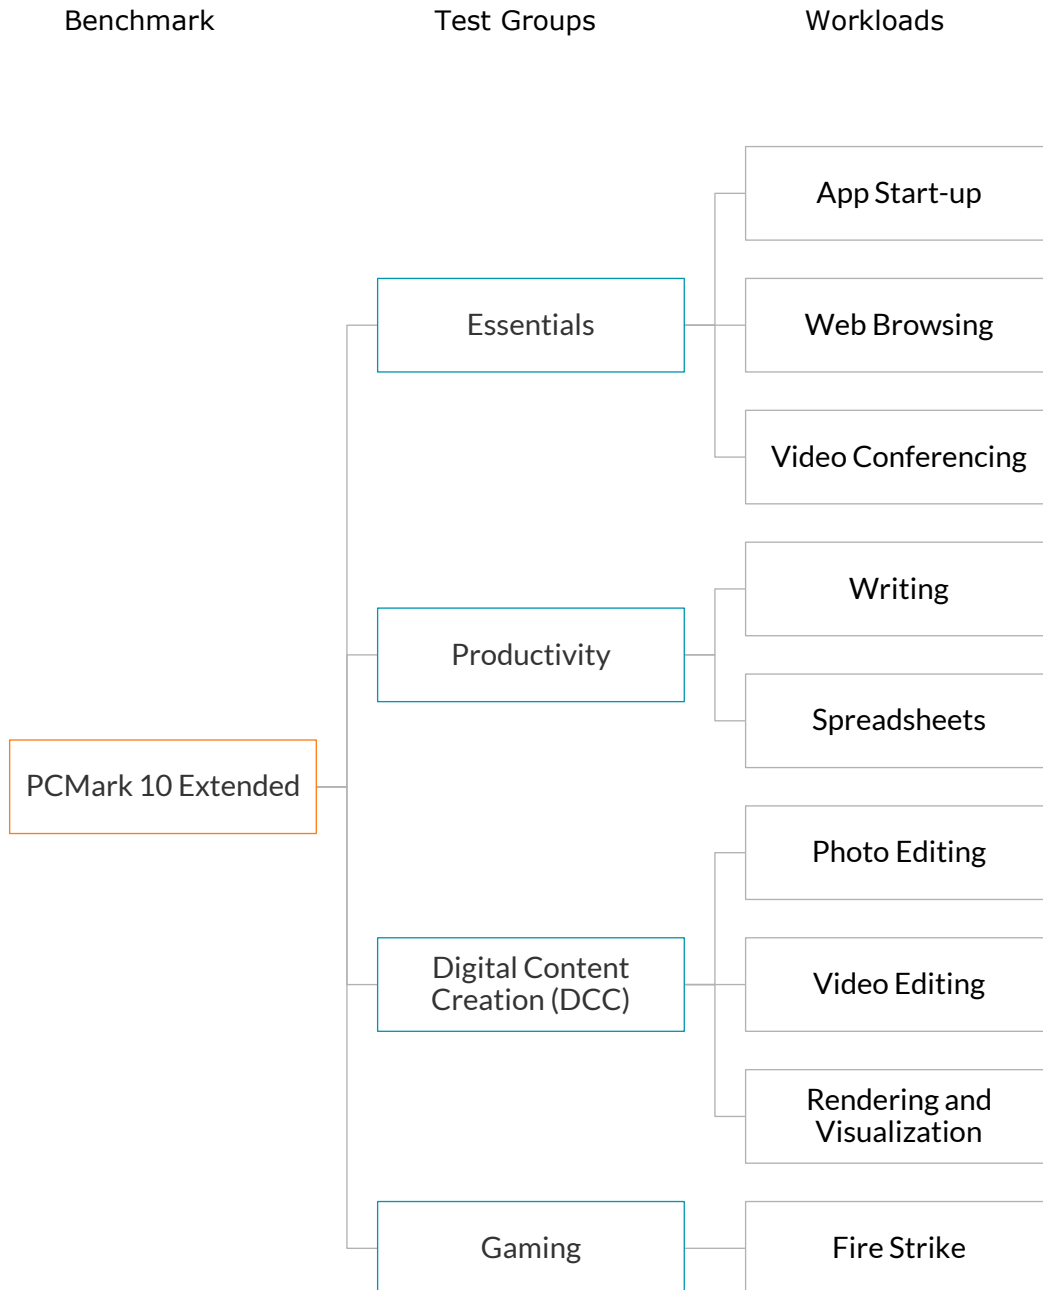 Benchmark
Test Groups
Workloads
App Start-up
Essentials
Web Browsing
Video Conferencing
Writing
Productivity
Spreadsheets
PCMark 10 Extended
Photo Editing
Digital Content
Creation (DCC)
Video Editing
Rendering and
Visualization
Gaming
Fire Strike